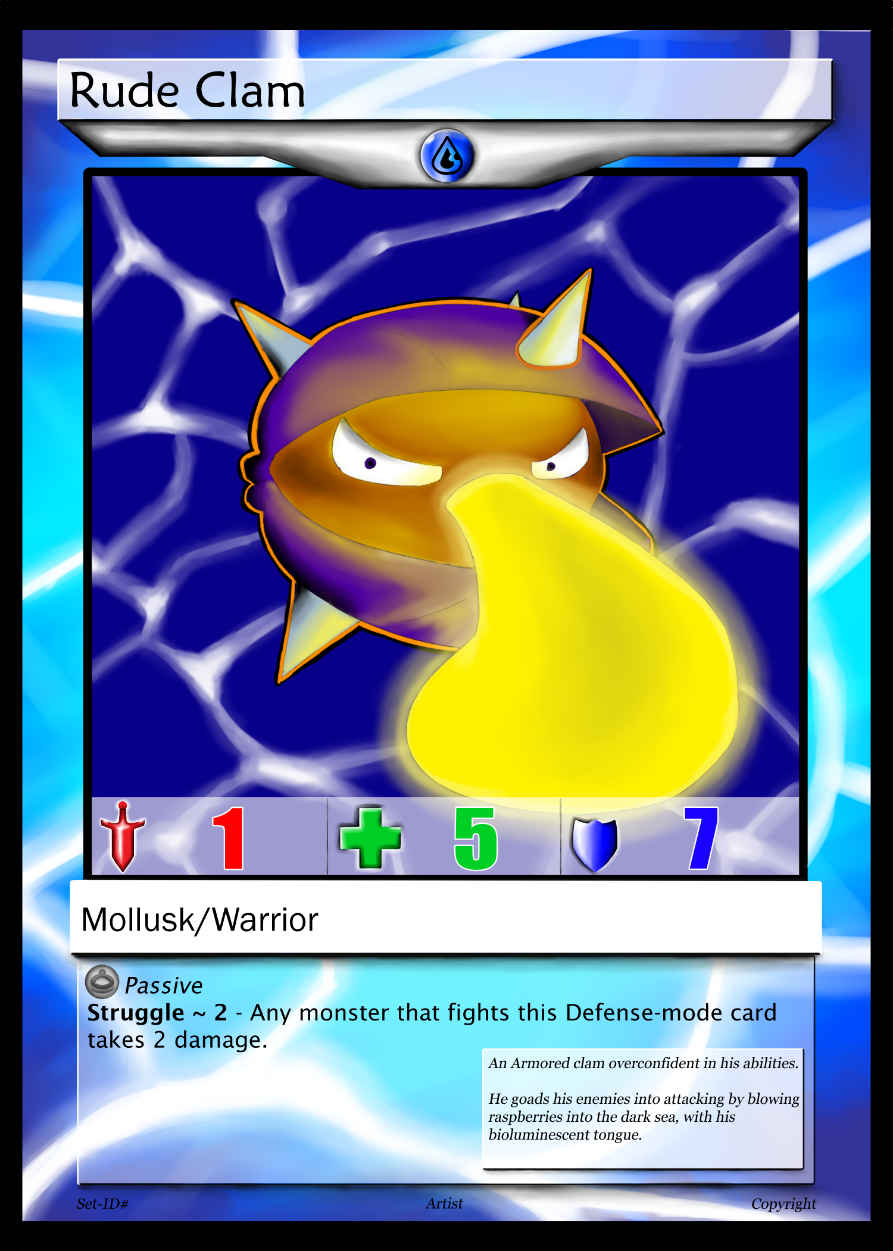 Rude Clam
1 5 7
Mollusk/Warrior
Passive
Struggle ~ 2 - Any monster that fights this Defense-mode card
takes 2 damage.
An Armored clam overconfident in his abilities.
He goads his enemies into attacking by blowing
raspberries into the dark sea, with his
bioluminescent tongue.
Set-ID# Artist Copyright